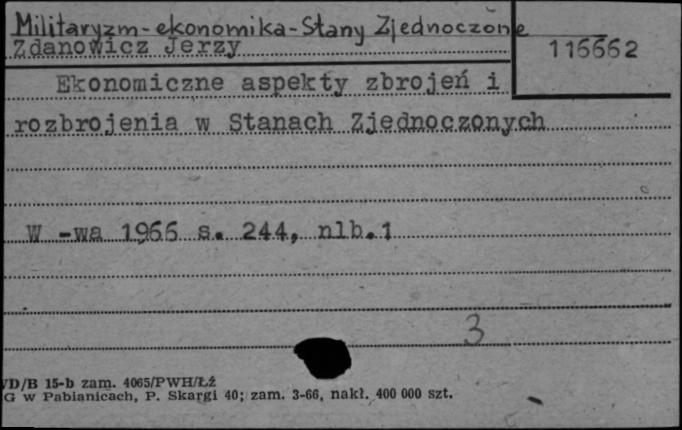 Militaryzm-ekonomika-Stany Zjednoczone
Zdanowicz Jerzy
115662
Ekonomiczne aspekty zbrojeń i
rozbrojenia w Stanach Zjednoczonych
W -wa 1966 s. 244, nlb.1
3
/D/B 15-b zam. 4065/PWH/Łź
G w Pabianicach, P. Skargi 40; zam. 3-66, nakł. 400 000 szt.